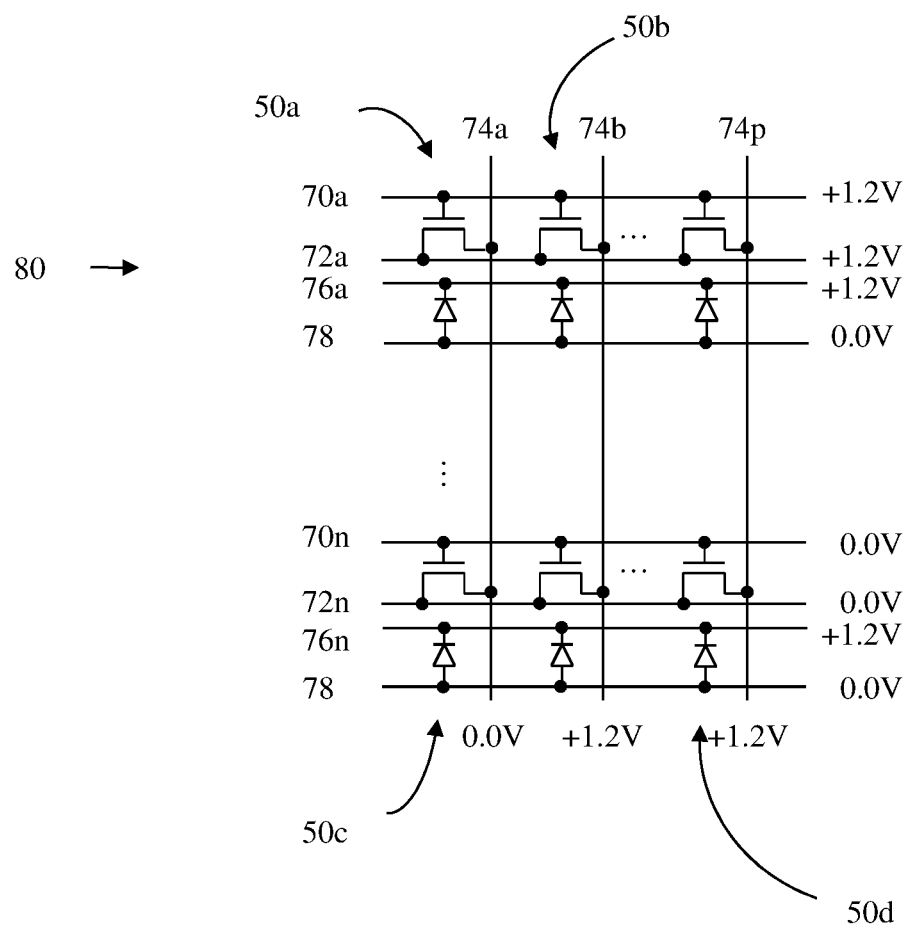 50b
50a
74a 74b 74p
70a +1.2V
...
72a +1.2V
80
76a +1.2V
78 0.0V
⋮
70n 0.0V
...
72n 0.0V
76n +1.2V
78 0.0V
0.0V +1.2V +1.2V
50c
50d